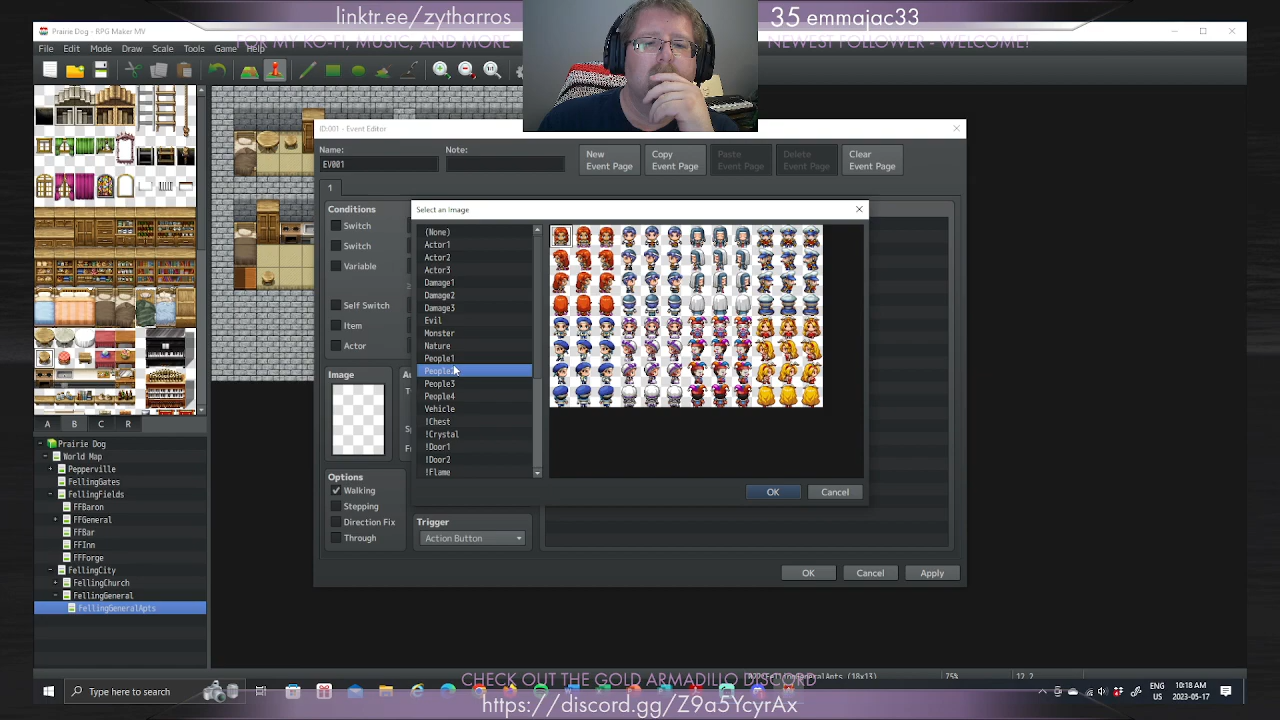 linktr.ee/zytharros
35 emmajac33
FOR MY KO-FI, MUSIC, AND MORE
NEWEST FOLLOWER - WELCOME!
Prairie Dog - RPG Maker MV
File Edit Mode Draw Scale Tools Game Help
ID:001 - Event Editor
Name:
Note:
EV001
New
Event Page
Copy
Event Page
Paste
Event Page
Delete
Event Page
Clear
Event Page
1
Conditions
Switch
Switch
Variable
Self Switch
Item
Actor
Image
Options
Walking
Stepping
Direction Fix
Through
Trigger
Action Button
OK
Cancel
Apply
Select an Image
(None)
Actor1
Actor2
Actor3
Damage1
Damage2
Damage3
Evil
Monster
Nature
People1
People2
People3
People4
Vehicle
!Chest
!Crystal
!Door1
!Door2
!Flame
OK
Cancel
A B C R
Prairie Dog
World Map
Pepperville
FellingGates
FellingFields
FFBaron
FFGeneral
FFBar
FFInn
FFForge
FellingCity
FellingChurch
FellingGeneral
FellingGeneralApts
75%
12,2
CHECK OUT THE GOLD ARMADILLO DISCORD
https://discord.gg/Z9a5YcyrAx
Type here to search
ENG
US
10:18 AM
2023-05-17